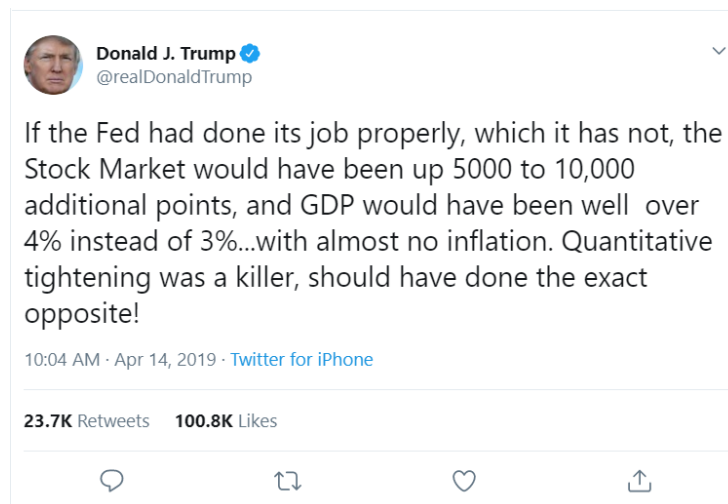 Donald J. Trump
@realDonaldTrump
If the Fed had done its job properly, which it has not, the
Stock Market would have been up 5000 to 10,000
additional points, and GDP would have been well over
4% instead of 3%...with almost no inflation. Quantitative
tightening was a killer, should have done the exact
opposite!
10:04 AM · Apr 14, 2019 · Twitter for iPhone
23.7K Retweets 100.8K Likes